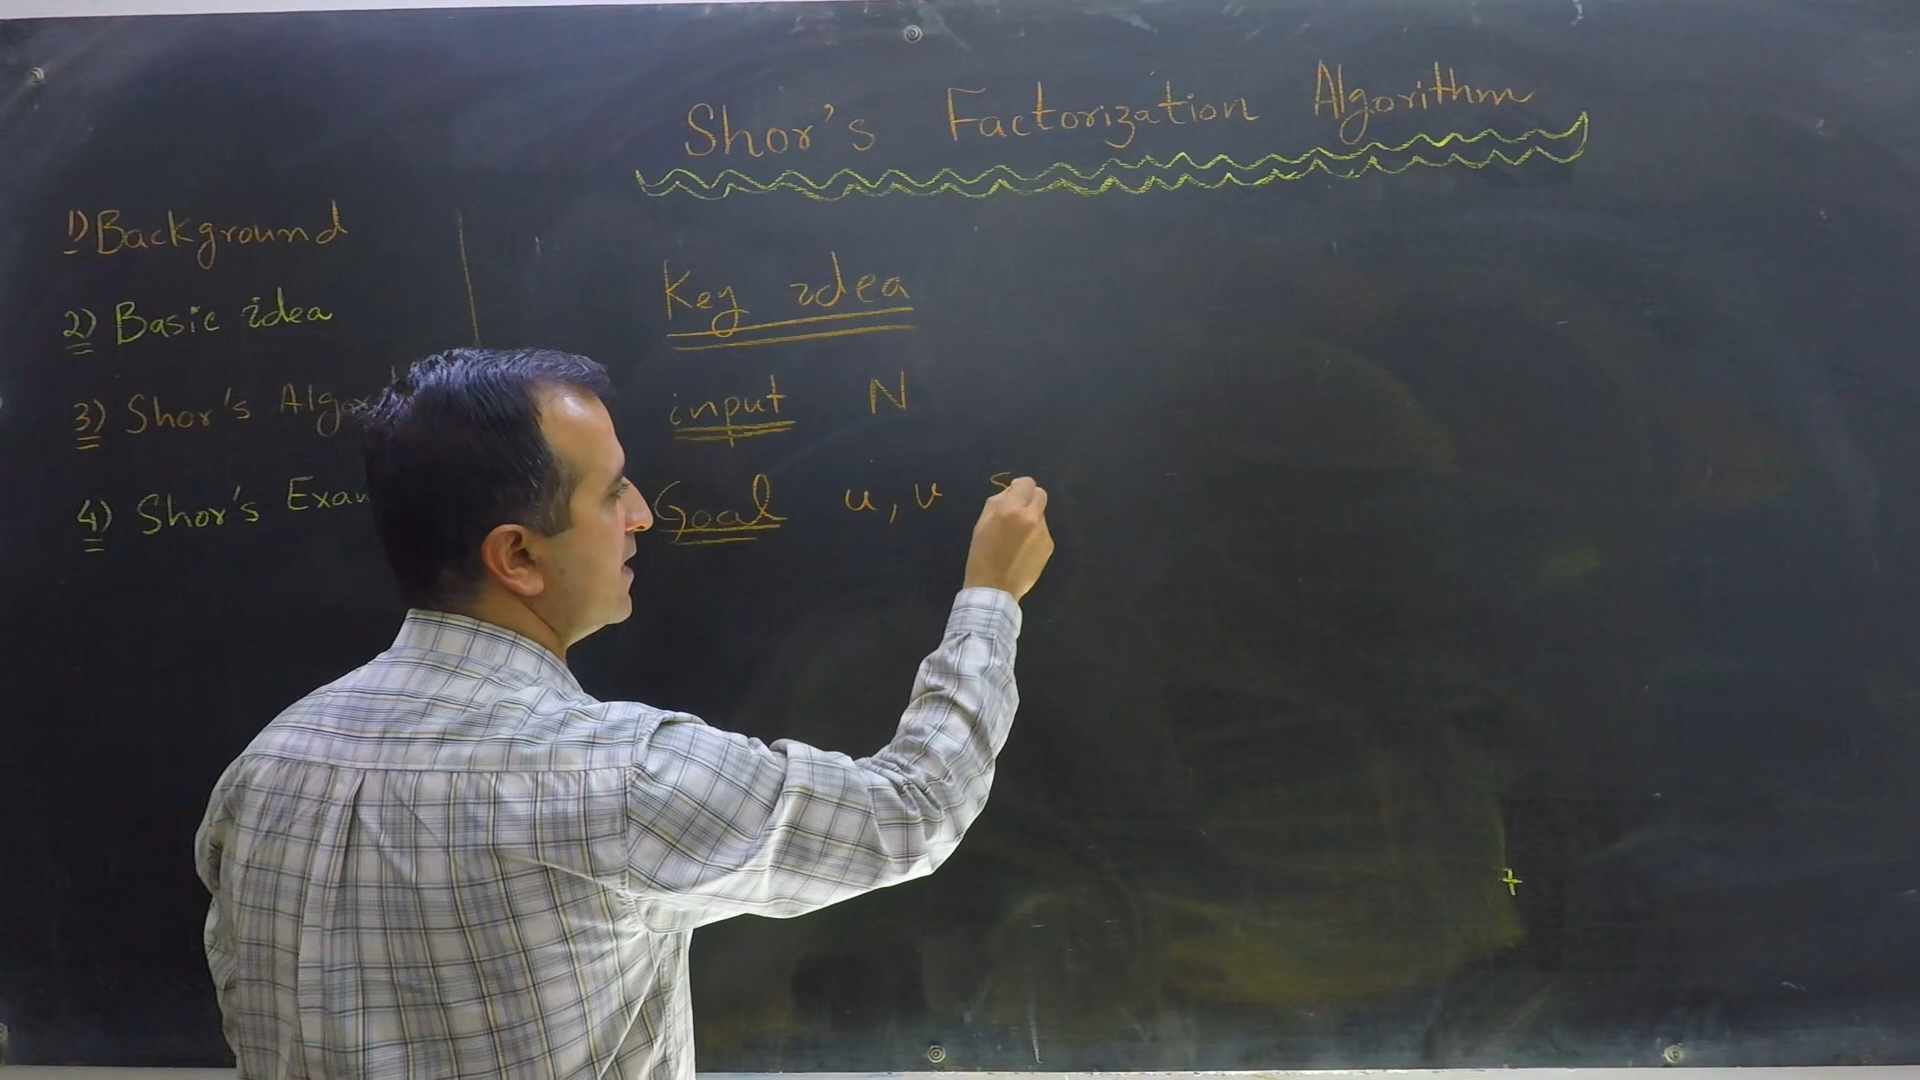 Shor's Factorization Algorithm
1) Background
2) Basic idea
3) Shor's
4) Shor's
Key idea
input N
Goal u, v s